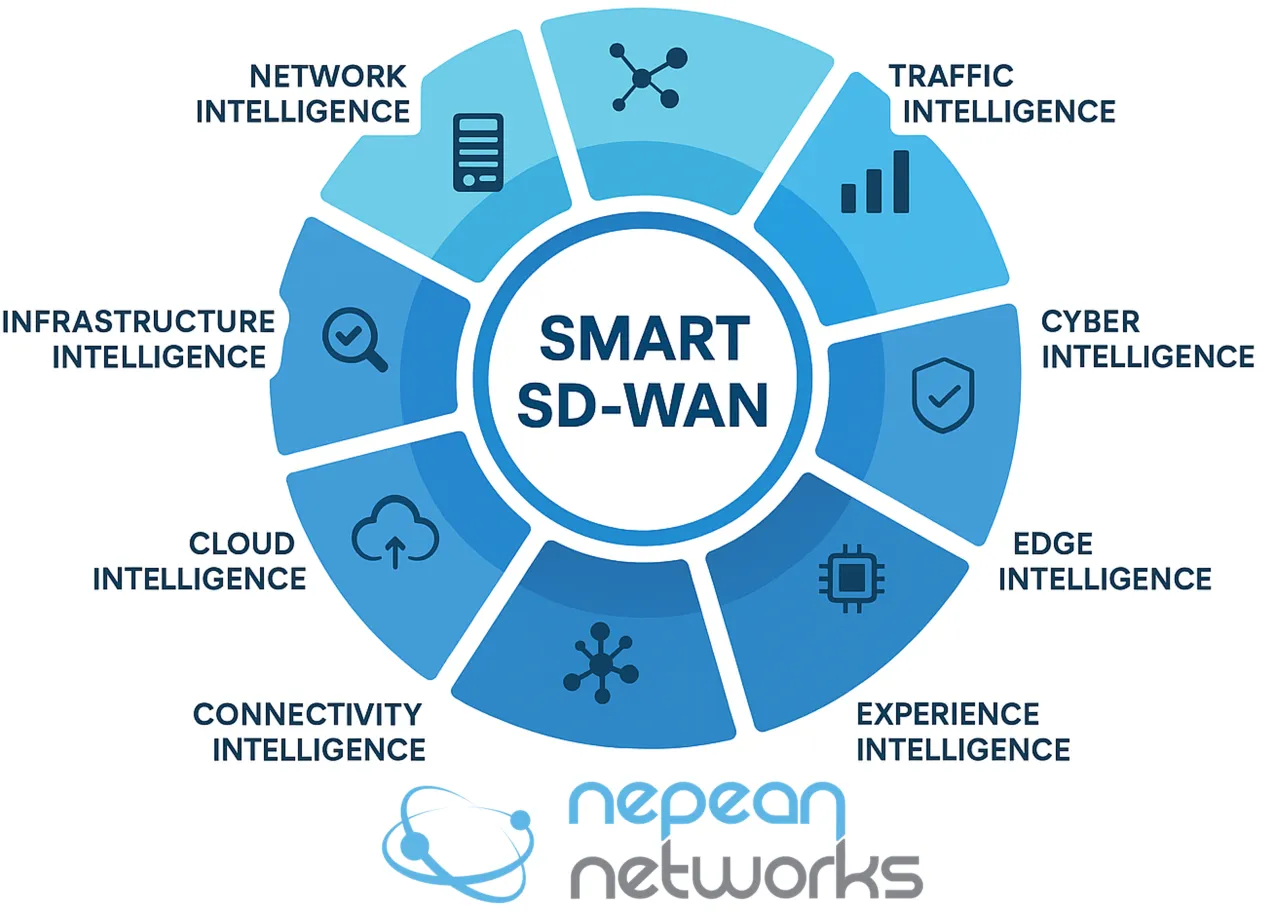 NETWORK
INTELLIGENCE
TRAFFIC
INTELLIGENCE
INFRASTRUCTURE
INTELLIGENCE
SMART
SD-WAN
CYBER
INTELLIGENCE
CLOUD
INTELLIGENCE
EDGE
INTELLIGENCE
CONNECTIVITY
INTELLIGENCE
EXPERIENCE
INTELLIGENCE
nepean
networks